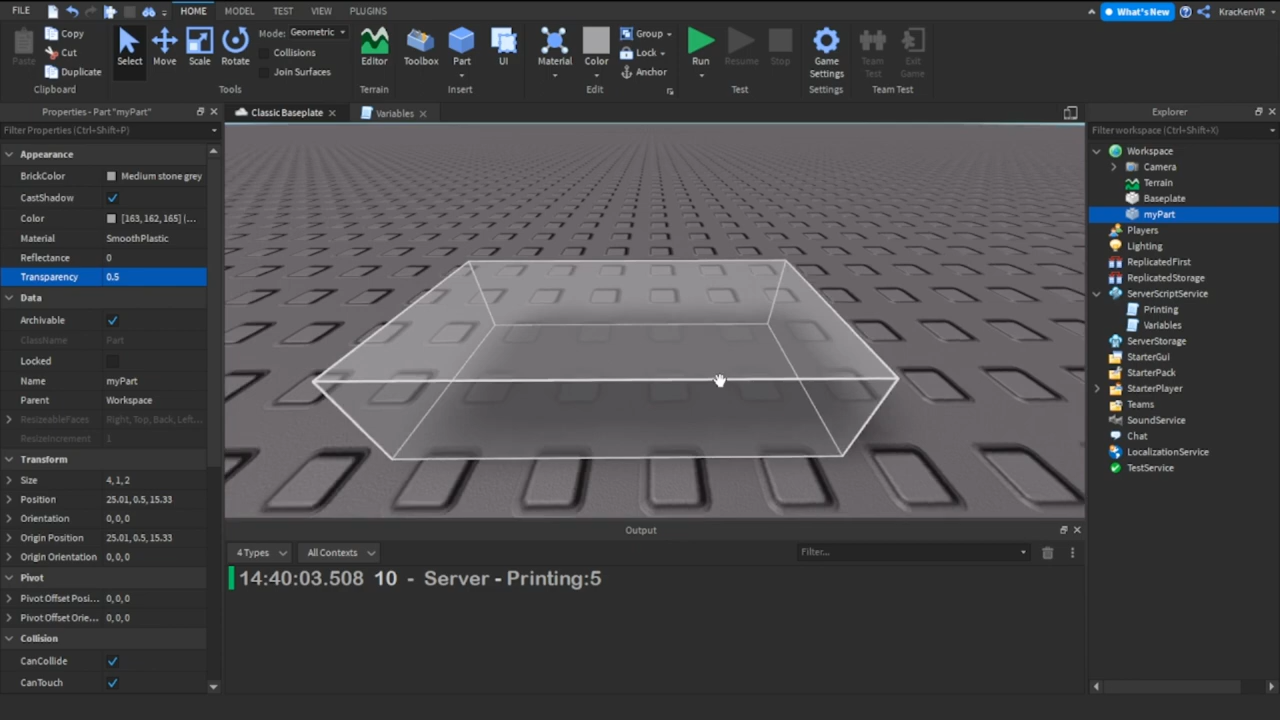 FILE HOME MODEL TEST VIEW PLUGINS What's New KracKenVR
Paste Copy Cut Duplicate Clipboard
Select Move Scale Rotate Mode: Geometric Collisions Join Surfaces Tools
Editor Terrain
Toolbox Part UI Insert
Material Color Group Lock Anchor Edit
Run Resume Stop Test
Game Settings Settings
Team Test Exit Game Team Test
Properties - Part "myPart"
Filter Properties (Ctrl+Shift+P)
Appearance
BrickColor Medium stone grey
CastShadow
Color [163, 162, 165] (...
Material SmoothPlastic
Reflectance 0
Transparency 0.5
Data
Archivable
ClassName Part
Locked
Name myPart
Parent Workspace
ResizeableFaces Right, Top, Back, Left...
ResizeIncrement 1
Transform
Size 4,1,2
Position 25.01, 0.5, 15.33
Orientation 0,0,0
Origin Position 25.01, 0.5, 15.33
Origin Orientation 0,0,0
Pivot
Pivot Offset Posi... 0,0,0
Pivot Offset Orie... 0,0,0
Collision
CanCollide
CanTouch
Classic Baseplate Variables
Output
4 Types All Contexts Filter...
14:40:03.508 10 - Server - Printing:5
Explorer
Filter workspace (Ctrl+Shift+X)
Workspace
Camera
Terrain
Baseplate
myPart
Players
Lighting
ReplicatedFirst
ReplicatedStorage
ServerScriptService
Printing
Variables
ServerStorage
StarterGui
StarterPack
StarterPlayer
Teams
SoundService
Chat
LocalizationService
TestService